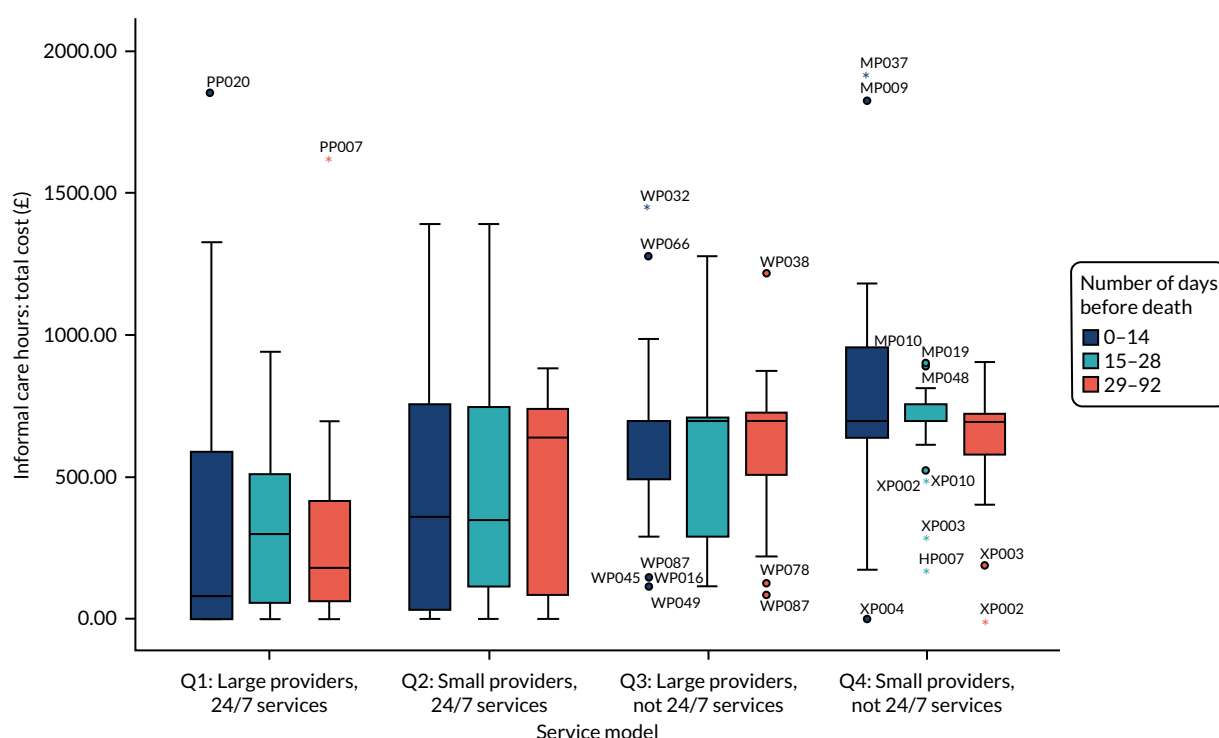 2000.00
1500.00
1000.00
500.00
0.00
Informal care hours: total cost (£)
PP020
PP007
WP032
WP066
WP038
WP087
WP045
WP016
WP049
WP078
WP087
MP037
MP009
MP010
MP019
MP048
XP002
XP010
XP003
HP007
XP003
XP004
XP002
Q1: Large providers,
24/7 services
Q2: Small providers,
24/7 services
Q3: Large providers,
not 24/7 services
Q4: Small providers,
not 24/7 services
Service model
Number of days
before death
0–14
15–28
29–92